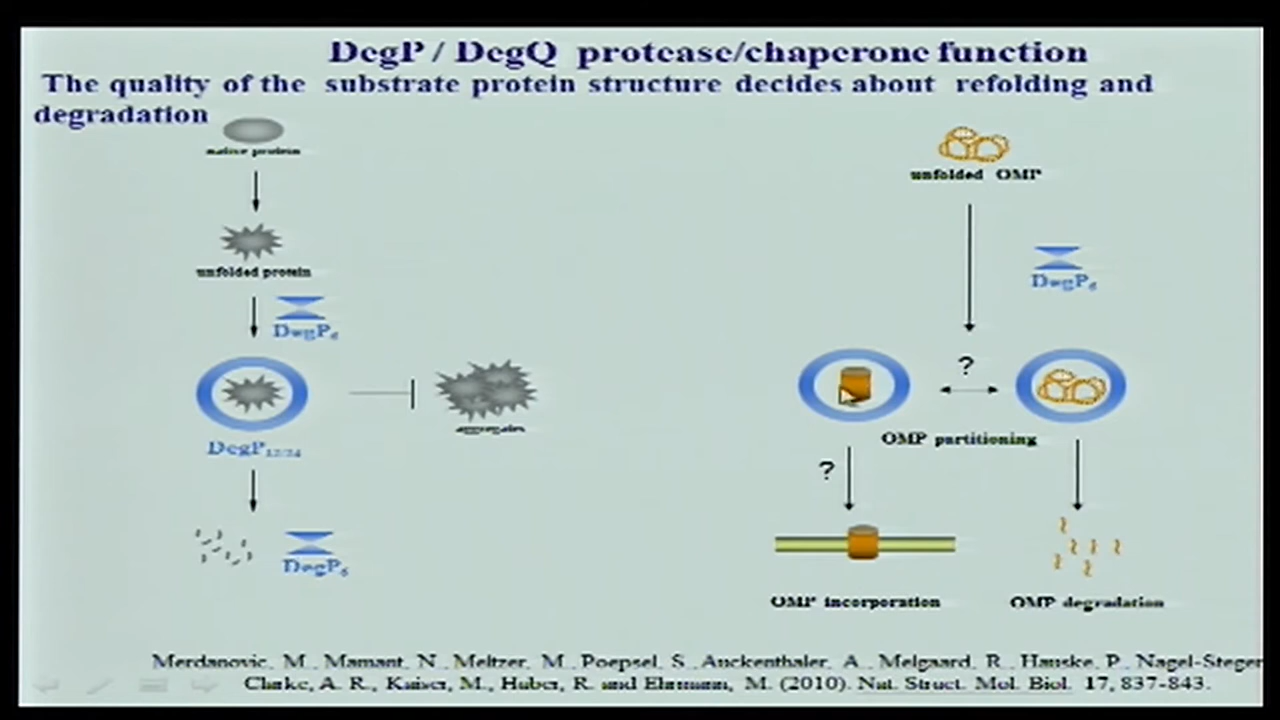 DegP / DegQ protease/chaperone function
The quality of the substrate protein structure decides about refolding and
degradation
native protein
unfolded protein
DegP6
DegP12/24
aggregates
DegP6
unfolded OMP
DegP6
?
OMP partitioning
?
OMP incorporation
OMP degradation
Merdanovic, M., Mamant, N., Meltzer, M., Poepsel, S., Auckenthaler, A., Melgaard, R., Hauske, P., Nagel-Steger
Clarke, A. R., Kaiser, M., Huber, R. and Ehrmann, M. (2010). Nat. Struct. Mol. Biol. 17, 837-843.